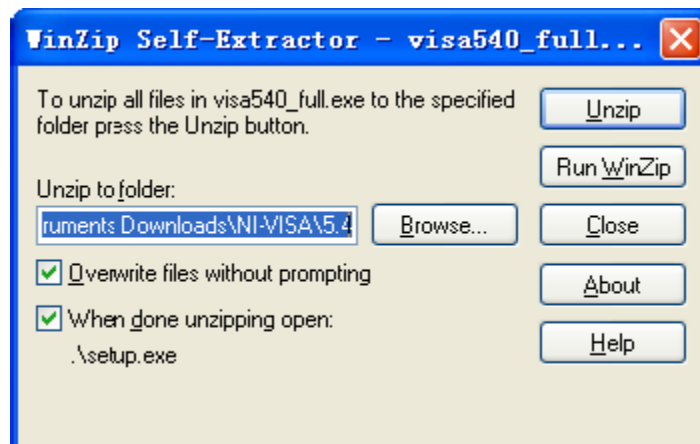 WinZip Self-Extractor - visa540_full...
To unzip all files in visa540_full.exe to the specified
folder press the Unzip button.
Unzip
Run WinZip
Unzip to folder:
ruments Downloads\NI-VISA\5.4
Browse...
Close
Overwrite files without prompting
About
When done unzipping open:
.\setup.exe
Help